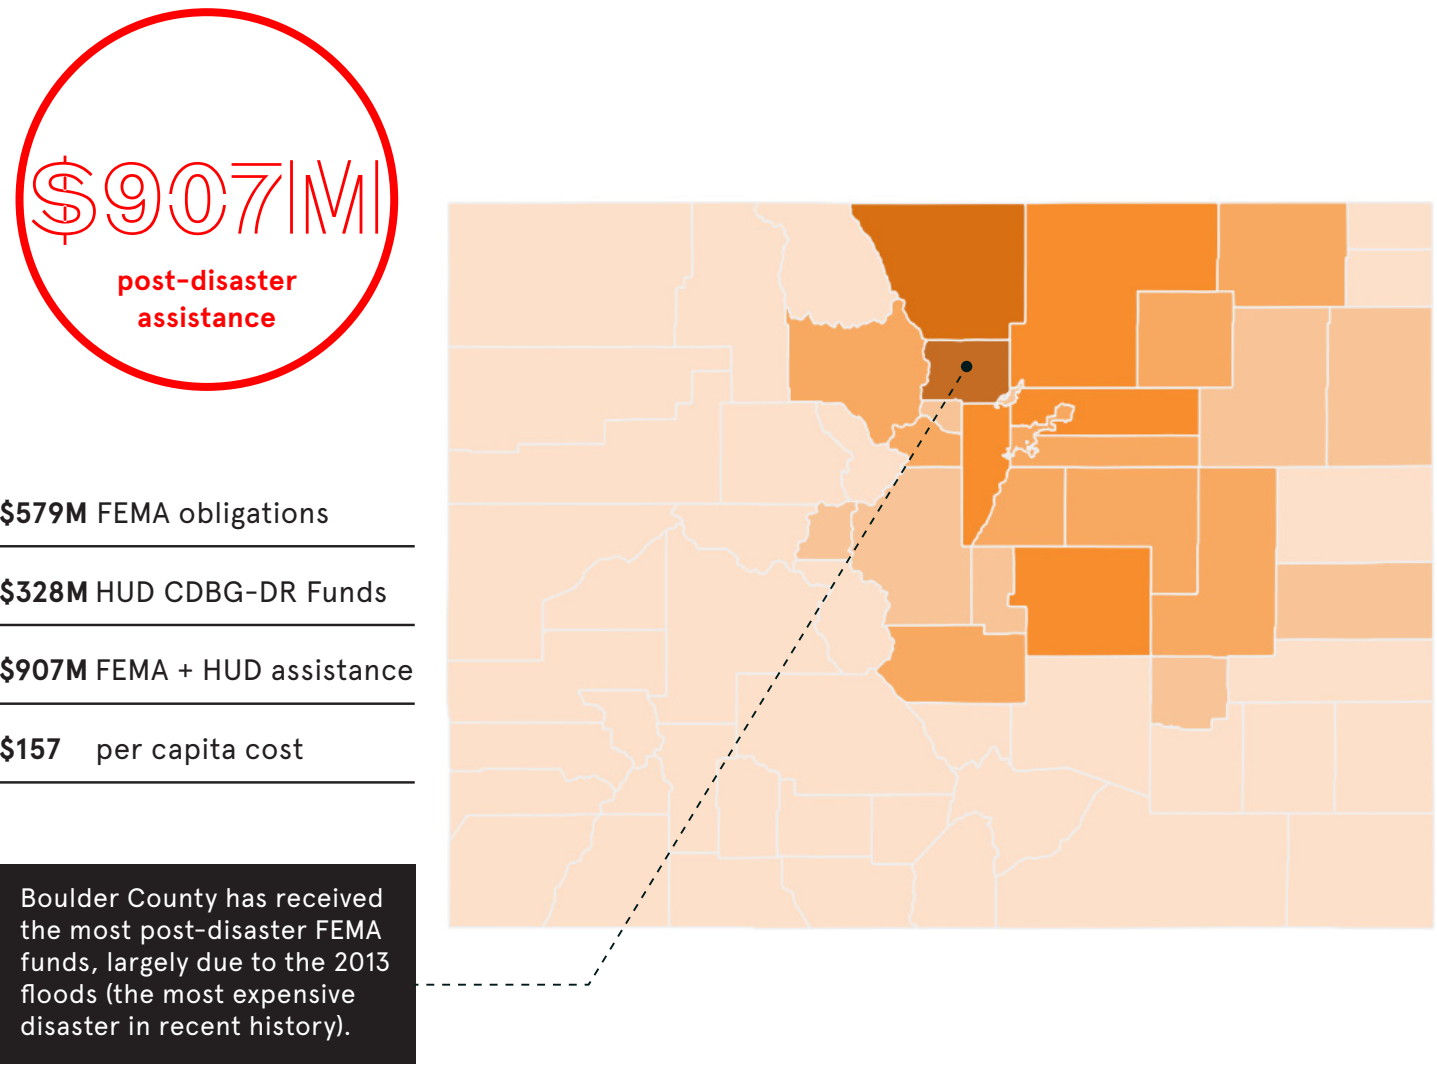 $907M
post-disaster
assistance
$579M FEMA obligations
$328M HUD CDBG-DR Funds
$907M FEMA + HUD assistance
$157 per capita cost
Boulder County has received
the most post-disaster FEMA
funds, largely due to the 2013
floods (the most expensive
disaster in recent history).